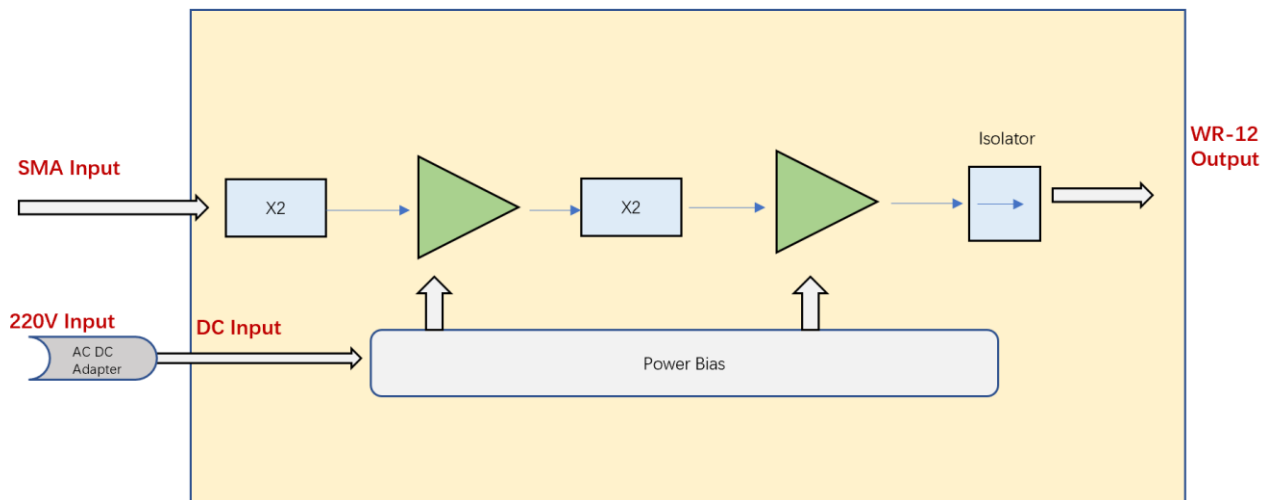 Isolator
WR-12
Output
SMA Input
X2
X2
220V Input
DC Input
AC DC
Adapter
Power Bias